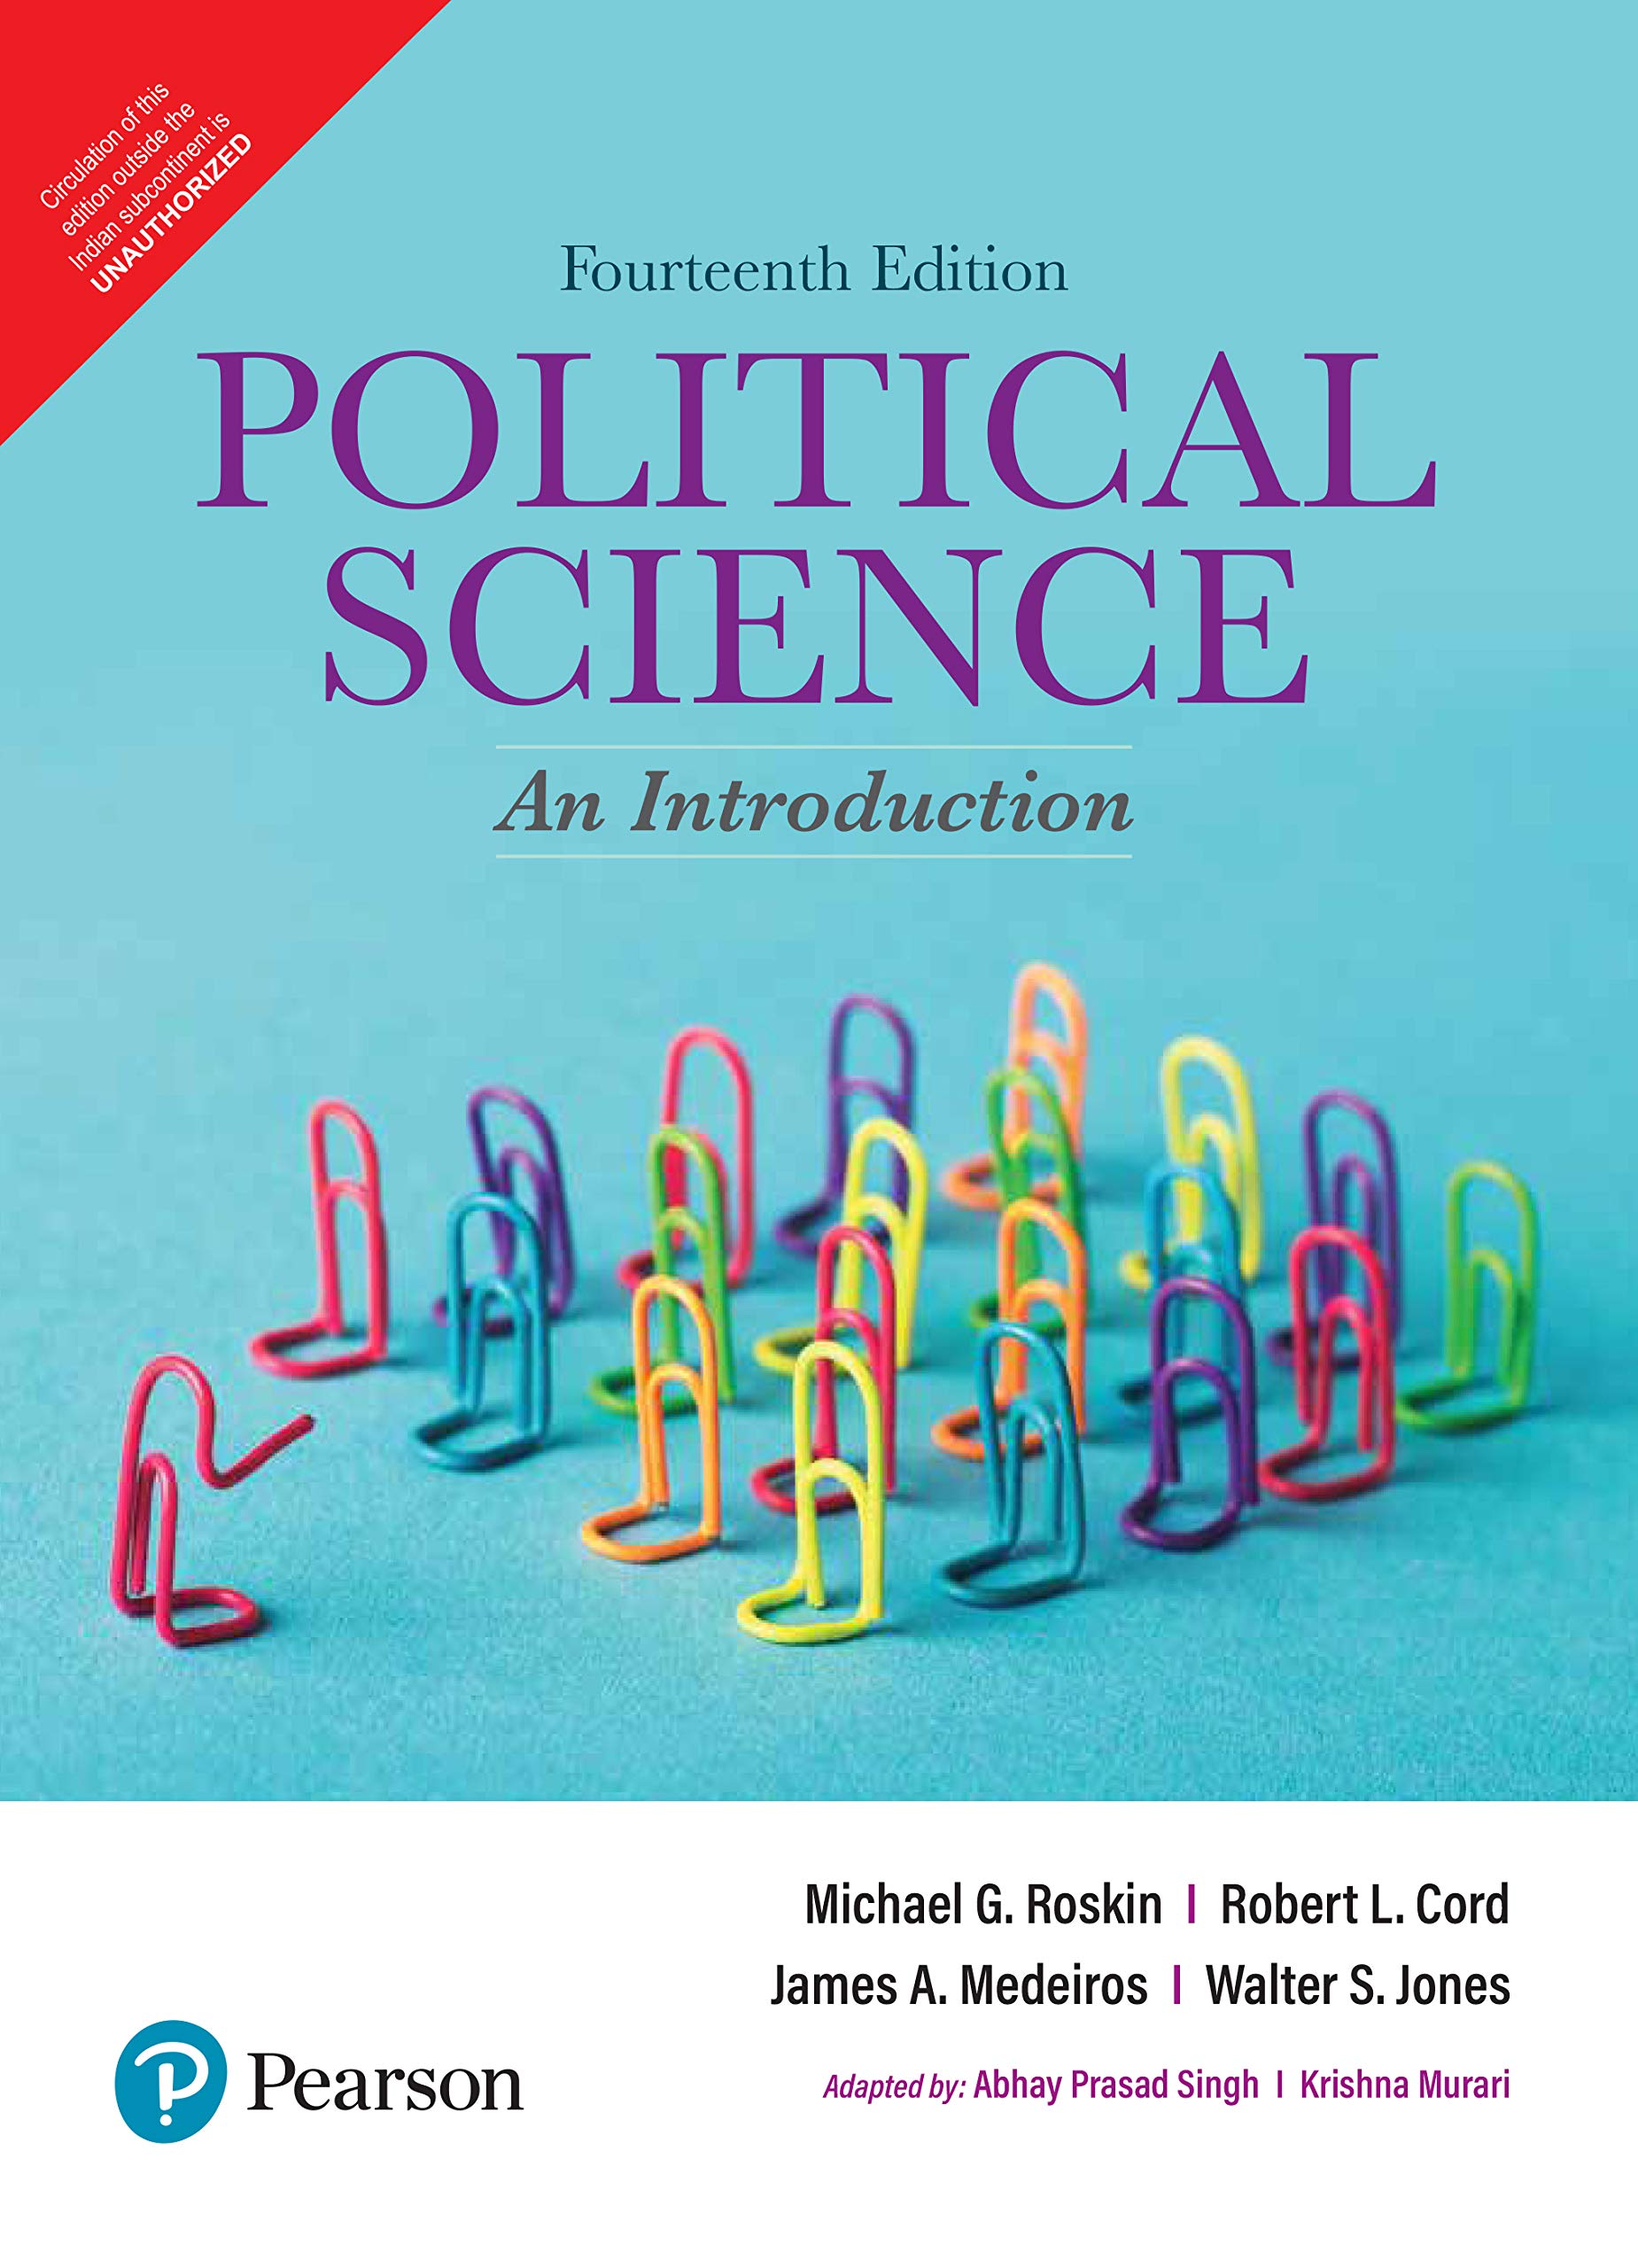 Circulation of this
edition outside the
Indian subcontinent is
UNAUTHORIZED
Fourteenth Edition
POLITICAL
SCIENCE
An Introduction
Michael G. Roskin | Robert L. Cord
James A. Medeiros | Walter S. Jones
Adapted by: Abhay Prasad Singh | Krishna Murari
Pearson